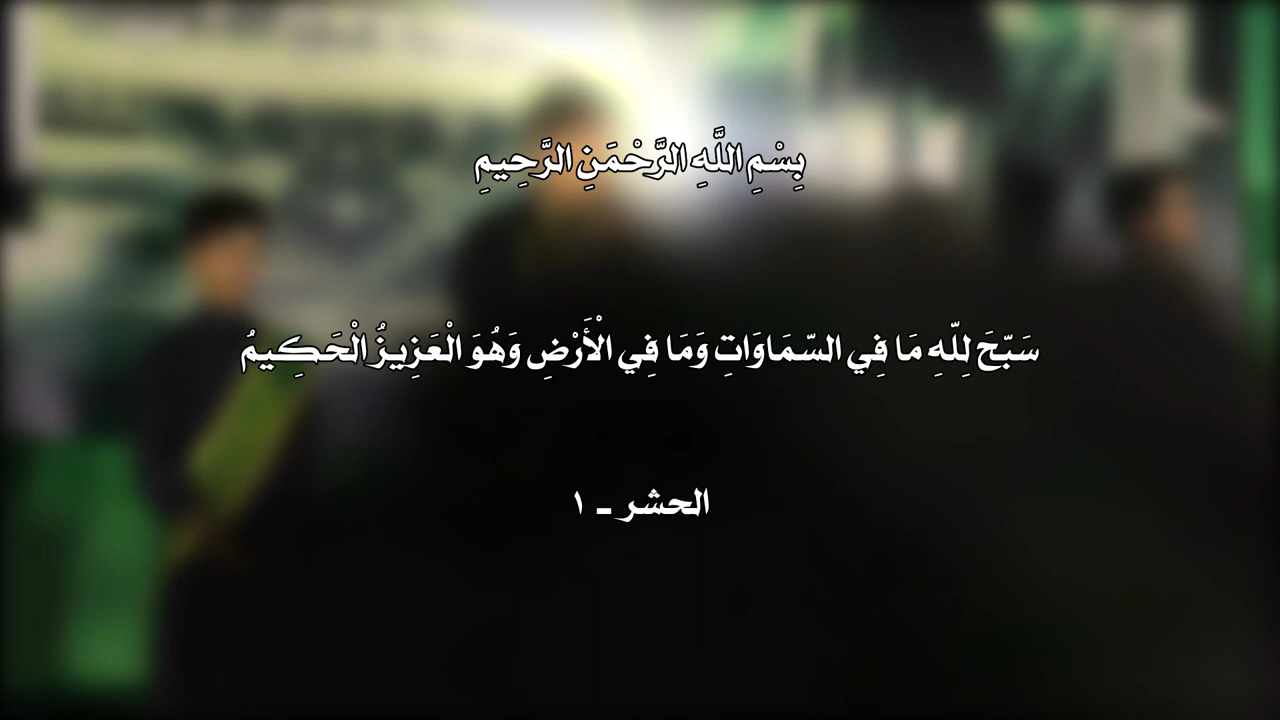 بِسْمِ اللَّهِ الرَّحْمَنِ الرَّحِيمِ
سَبّحَ لِلّهِ مَا فِي السّمَاوَاتِ وَمَا فِي الْأَرْضِ وَهُوَ الْعَزِيزُ الْحَكِيمُ
الحشر ـ ١